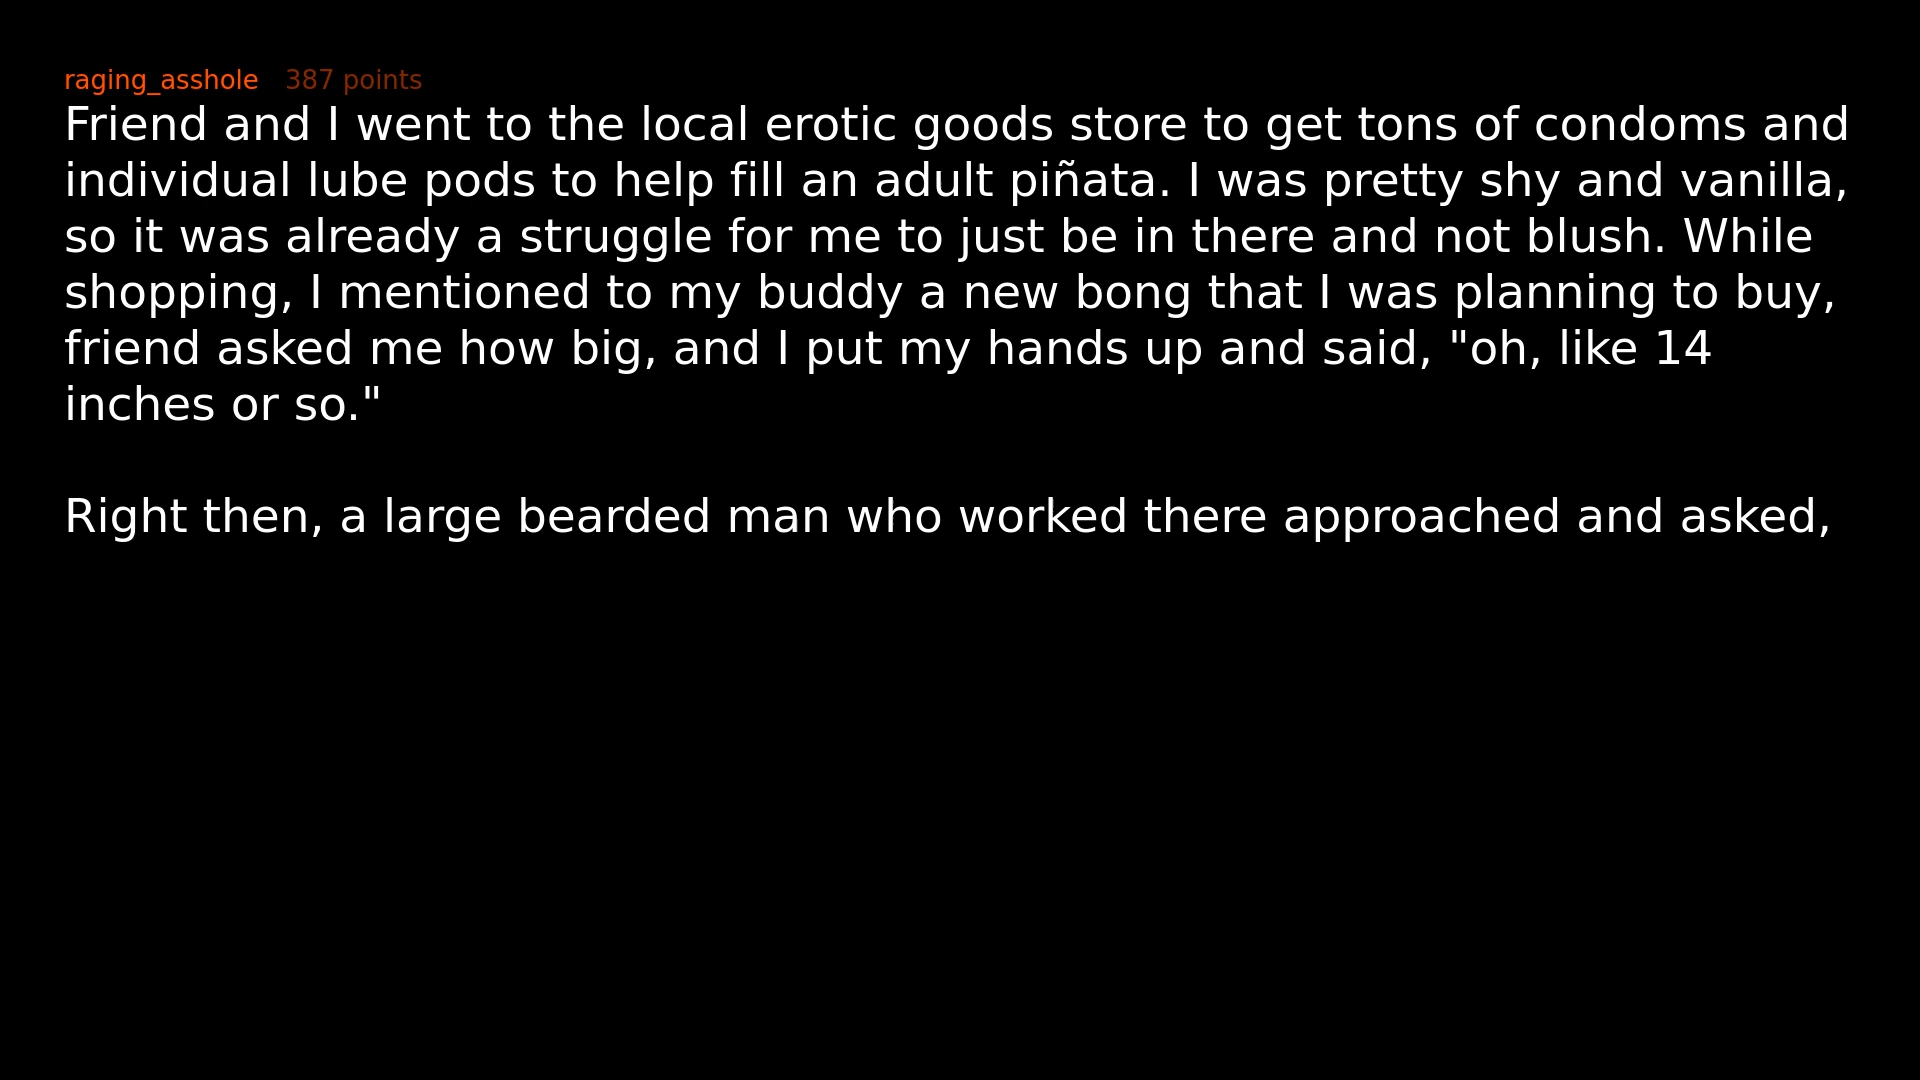 raging_asshole 387 points
Friend and I went to the local erotic goods store to get tons of condoms and
individual lube pods to help fill an adult piñata. I was pretty shy and vanilla,
so it was already a struggle for me to just be in there and not blush. While
shopping, I mentioned to my buddy a new bong that I was planning to buy,
friend asked me how big, and I put my hands up and said, "oh, like 14
inches or so."
Right then, a large bearded man who worked there approached and asked,